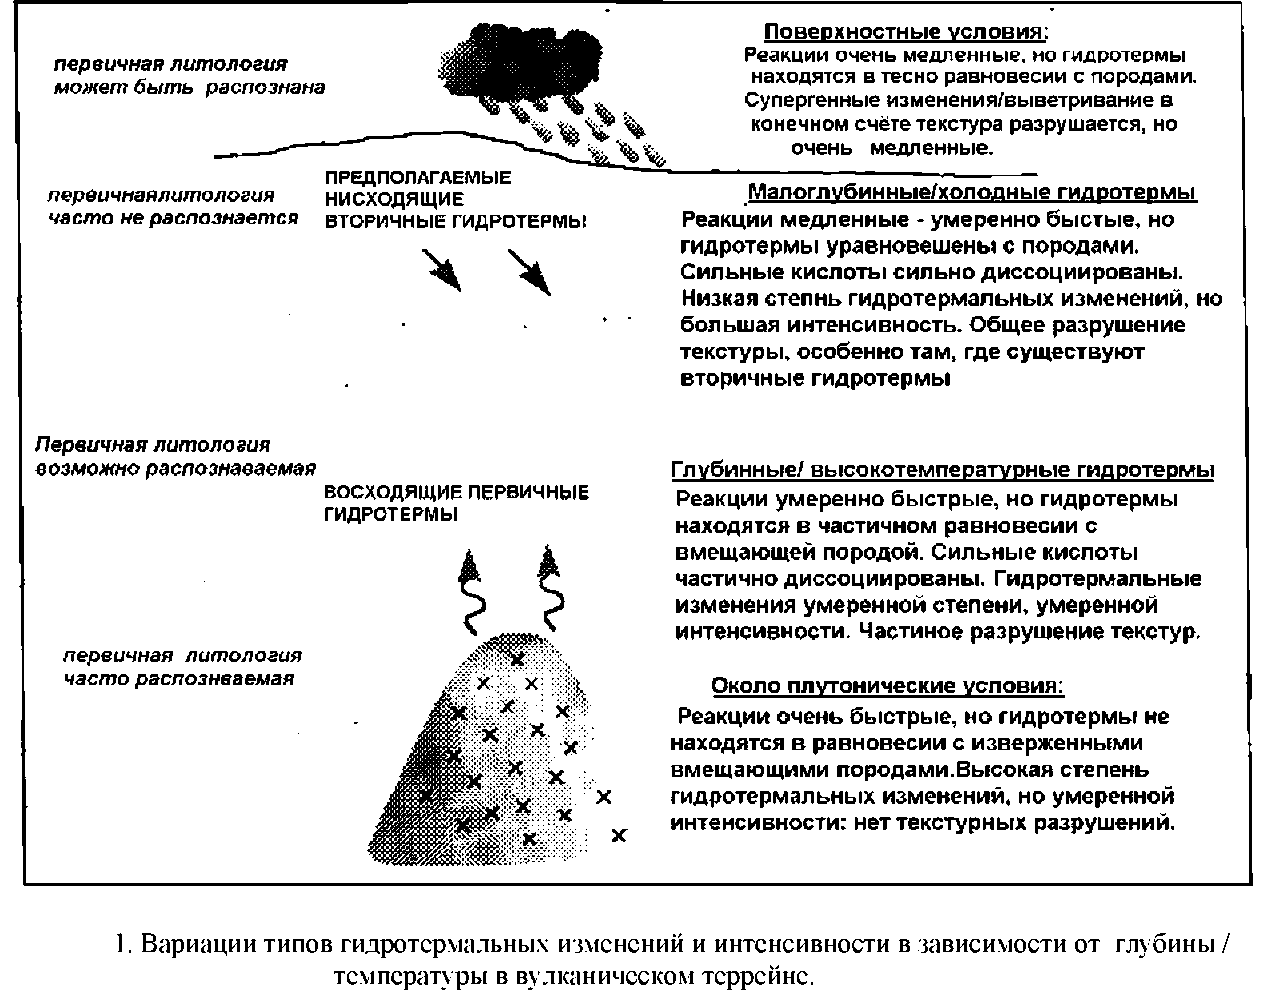 первичная литология
может быть распознана
Поверхностные условия:
Реакции очень медленные, но гидротермы
находятся в тесно равновесии с породами.
Супергенные изменения/выветривание в
конечном счёте текстура разрушается, но
очень медленные.
первичнаялитология
часто не распознается
ПРЕДПОЛАГАЕМЫЕ
НИСХОДЯЩИЕ
ВТОРИЧНЫЕ ГИДРОТЕРМЫ
Малоглубинные/холодные гидротермы
Реакции медленные - умеренно быстые, но
гидротермы уравновешены с породами.
Сильные кислоты сильно диссоциированы.
Низкая степнь гидротермальных изменений, но
большая интенсивность. Общее разрушение
текстуры, особенно там, где существуют
вторичные гидротермы
Первичная литология
возможно распознаваемая
ВОСХОДЯЩИЕ ПЕРВИЧНЫЕ
ГИДРОТЕРМЫ
Глубинные/ высокотемпературные гидротермы
Реакции умеренно быстрые, но гидротермы
находятся в частичном равновесии с
вмещающей породой. Сильные кислоты
частично диссоциированы. Гидротермальные
изменения умеренной степени, умеренной
интенсивности. Частиное разрушение текстур.
первичная литология
часто распозневаемая
Около плутонические условия:
Реакции очень быстрые, но гидротермы не
находятся в равновесии с изверженными
вмещающими породами.Высокая степень
гидротермальных изменений, но умеренной
интенсивности: нет текстурных разрушений.
1. Вариации типов гидротермальных изменений и интенсивности в зависимости от глубины /
температуры в вулканическом террейне.